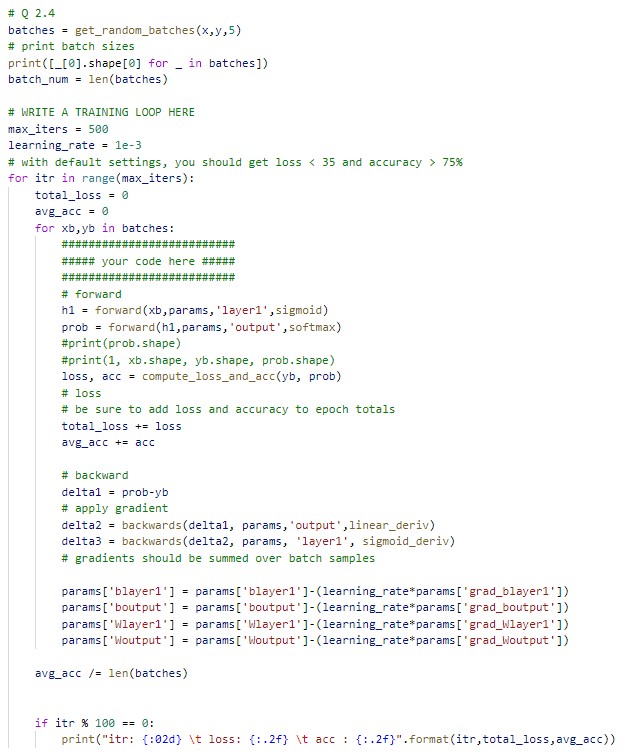 # Q 2.4
batches = get_random_batches(x,y,5)
# print batch sizes
print([_[0].shape[0] for _ in batches])
batch_num = len(batches)
# WRITE A TRAINING LOOP HERE
max_iters = 500
learning_rate = 1e-3
# with default settings, you should get loss < 35 and accuracy > 75%
for itr in range(max_iters):
    total_loss = 0
    avg_acc = 0
    for xb,yb in batches:
        ##########################
        ##### your code here #####
        ##########################
        # forward
        h1 = forward(xb,params,'layer1',sigmoid)
        prob = forward(h1,params,'output',softmax)
        #print(prob.shape)
        #print(1, xb.shape, yb.shape, prob.shape)
        loss, acc = compute_loss_and_acc(yb, prob)
        # loss
        # be sure to add loss and accuracy to epoch totals
        total_loss += loss
        avg_acc += acc
        # backward
        delta1 = prob-yb
        # apply gradient
        delta2 = backwards(delta1, params,'output',linear_deriv)
        delta3 = backwards(delta2, params, 'layer1', sigmoid_deriv)
        # gradients should be summed over batch samples
        params['blayer1'] = params['blayer1']-(learning_rate*params['grad_blayer1'])
        params['boutput'] = params['boutput']-(learning_rate*params['grad_boutput'])
        params['Wlayer1'] = params['Wlayer1']-(learning_rate*params['grad_Wlayer1'])
        params['Woutput'] = params['Woutput']-(learning_rate*params['grad_Woutput'])
    avg_acc /= len(batches)
    if itr % 100 == 0:
        print("itr: {:02d} \t loss: {:.2f} \t acc : {:.2f}".format(itr,total_loss,avg_acc))